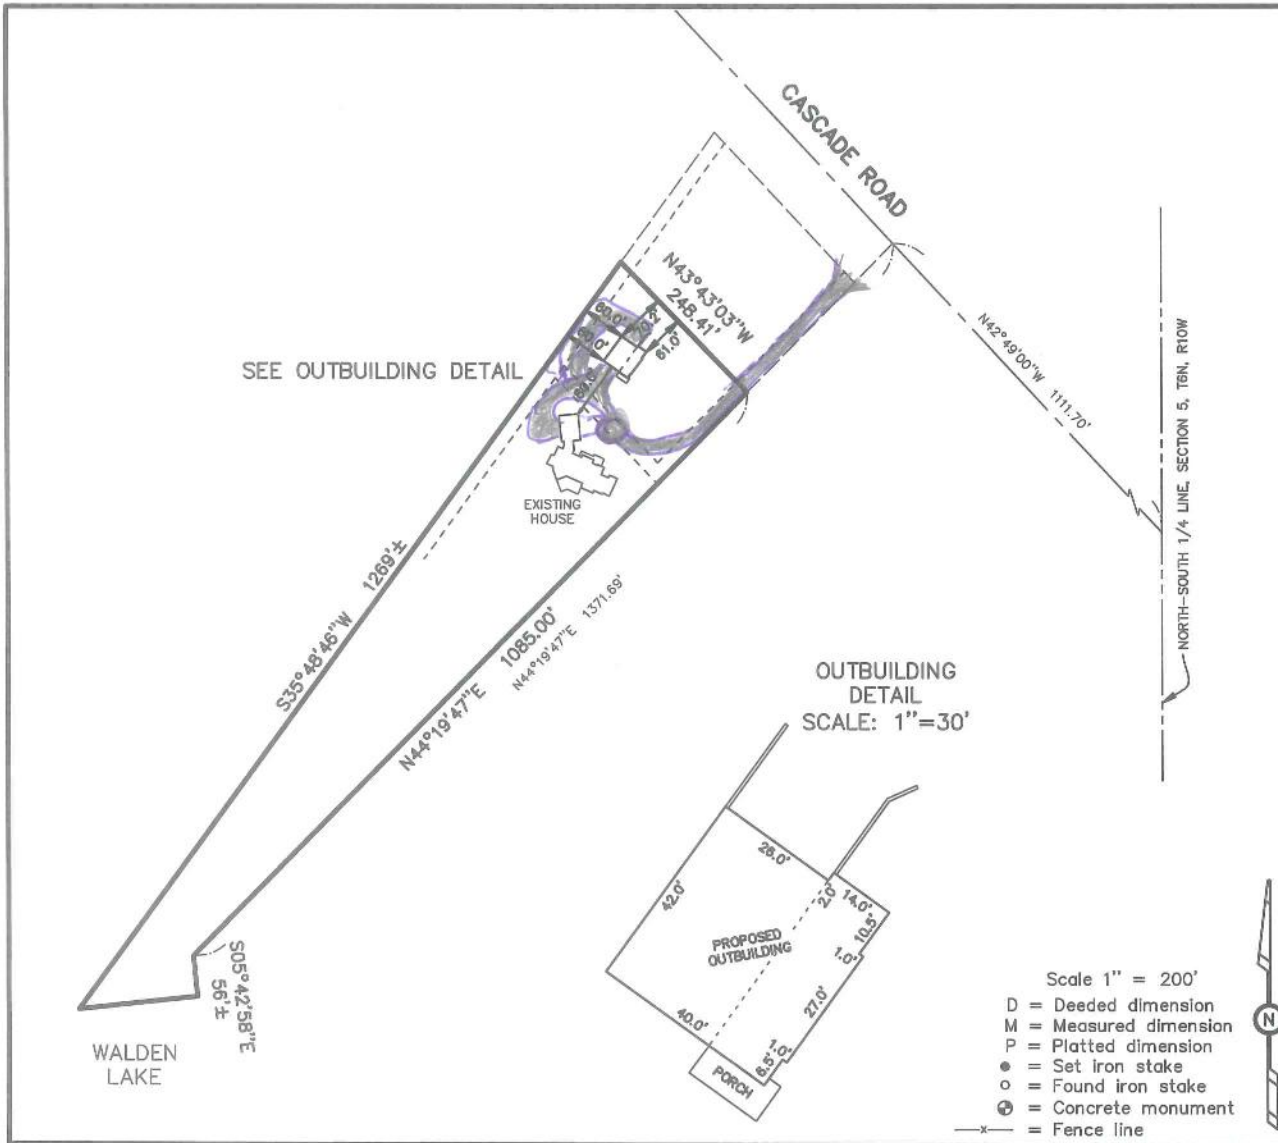 CASCADE ROAD
N43°43'03"W
248.41'
60.0'
60.0'
70.2'
61.0'
SEE OUTBUILDING DETAIL
EXISTING
HOUSE
N42°49'00"W 1111.70'
NORTH-SOUTH 1/4 LINE, SECTION 5, T6N, R10W
S35°48'46"W 1269'±
N44°19'47"E 1085.00'
N44°19'47"E 1371.69'
S05°42'58"E
56'±
WALDEN
LAKE
OUTBUILDING
DETAIL
SCALE: 1"=30'
26.0'
2.0'
14.0'
42.0'
10.5'
PROPOSED
OUTBUILDING
1.0'
27.0'
40.0'
1.0'
6.5'
PORCH
Scale 1" = 200'
D = Deeded dimension
M = Measured dimension
P = Platted dimension
= Set iron stake
= Found iron stake
= Concrete monument
—x— = Fence line
N